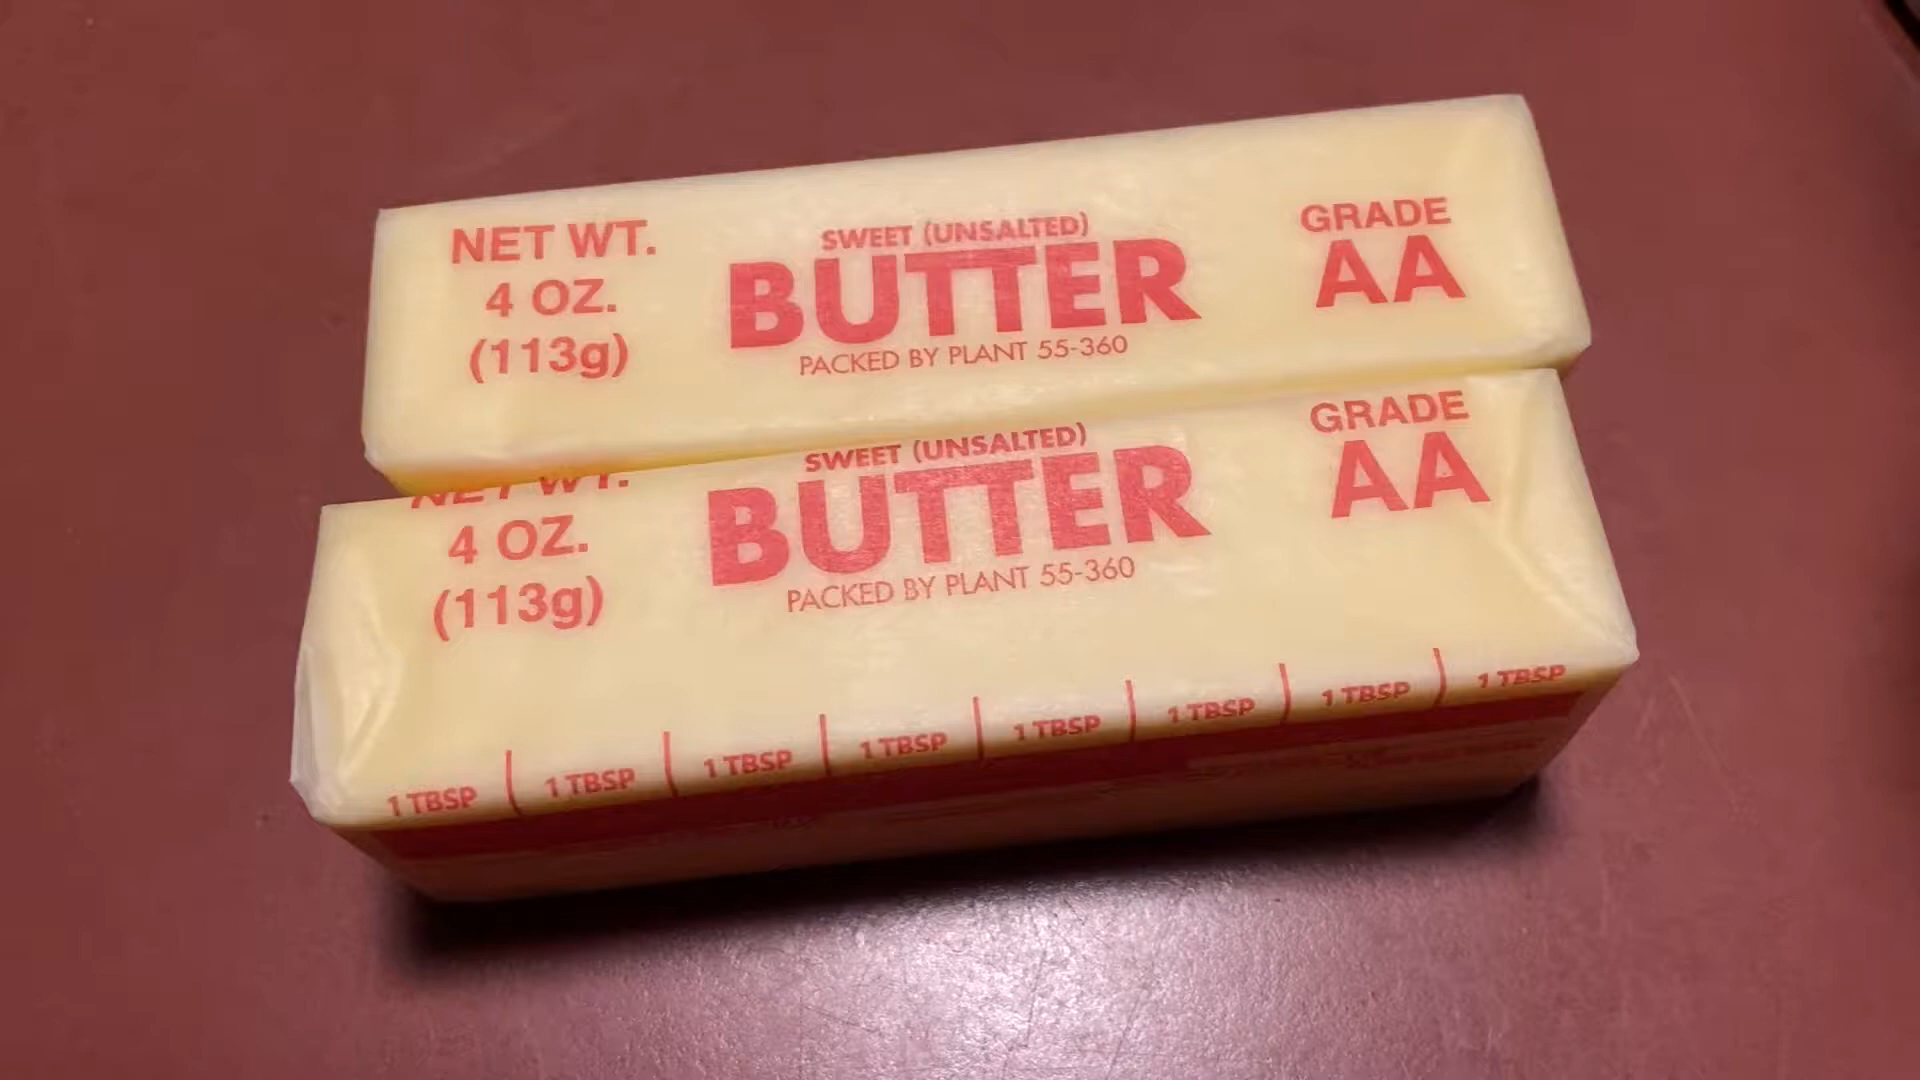 NET WT.
4 OZ.
(113g)
SWEET (UNSALTED)
BUTTER
PACKED BY PLANT 55-360
GRADE
AA
NET WT.
4 OZ.
(113g)
SWEET (UNSALTED)
BUTTER
PACKED BY PLANT 55-360
GRADE
AA
1 TBSP 1 TBSP 1 TBSP 1 TBSP 1 TBSP 1 TBSP 1 TBSP 1 TBSP